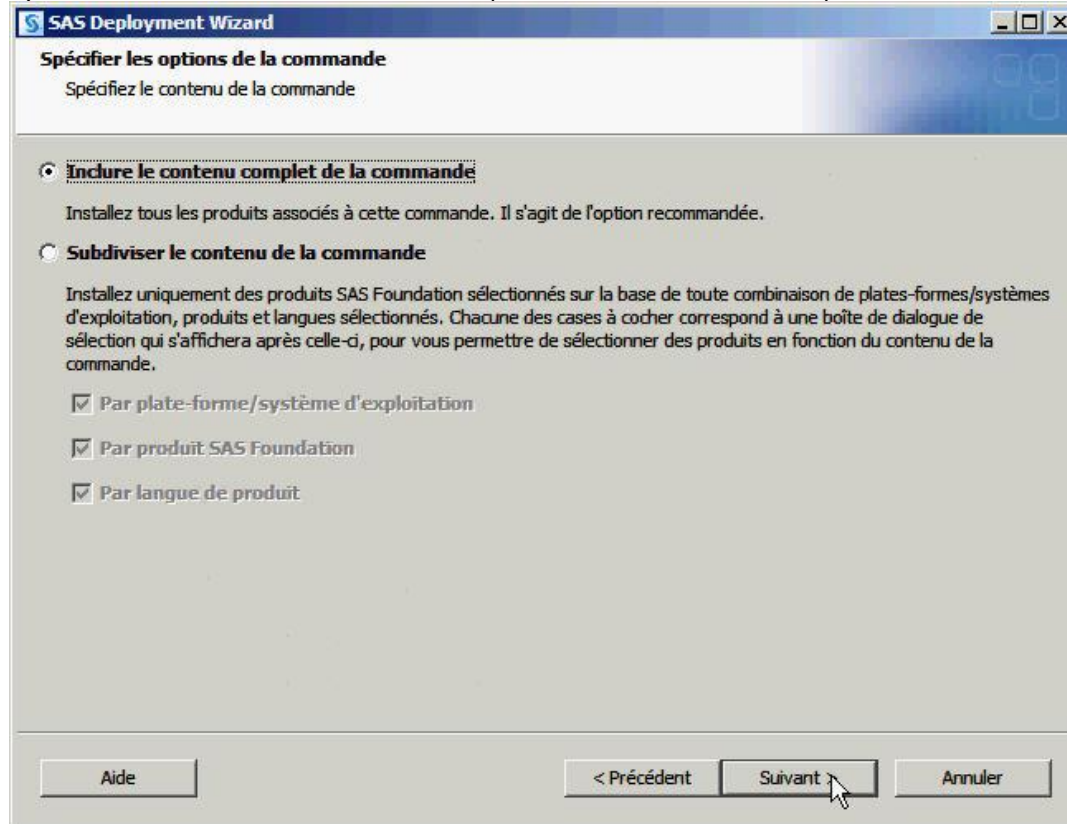 SAS Deployment Wizard
Spécifier les options de la commande
Spécifiez le contenu de la commande
Inclure le contenu complet de la commande
Installez tous les produits associés à cette commande. Il s'agit de l'option recommandée.
Subdiviser le contenu de la commande
Installez uniquement des produits SAS Foundation sélectionnés sur la base de toute combinaison de plates-formes/systèmes
d'exploitation, produits et langues sélectionnés. Chacune des cases à cocher correspond à une boîte de dialogue de
sélection qui s'affichera après celle-ci, pour vous permettre de sélectionner des produits en fonction du contenu de la
commande.
Par plate-forme/système d'exploitation
Par produit SAS Foundation
Par langue de produit
Aide
< Précédent
Suivant >
Annuler